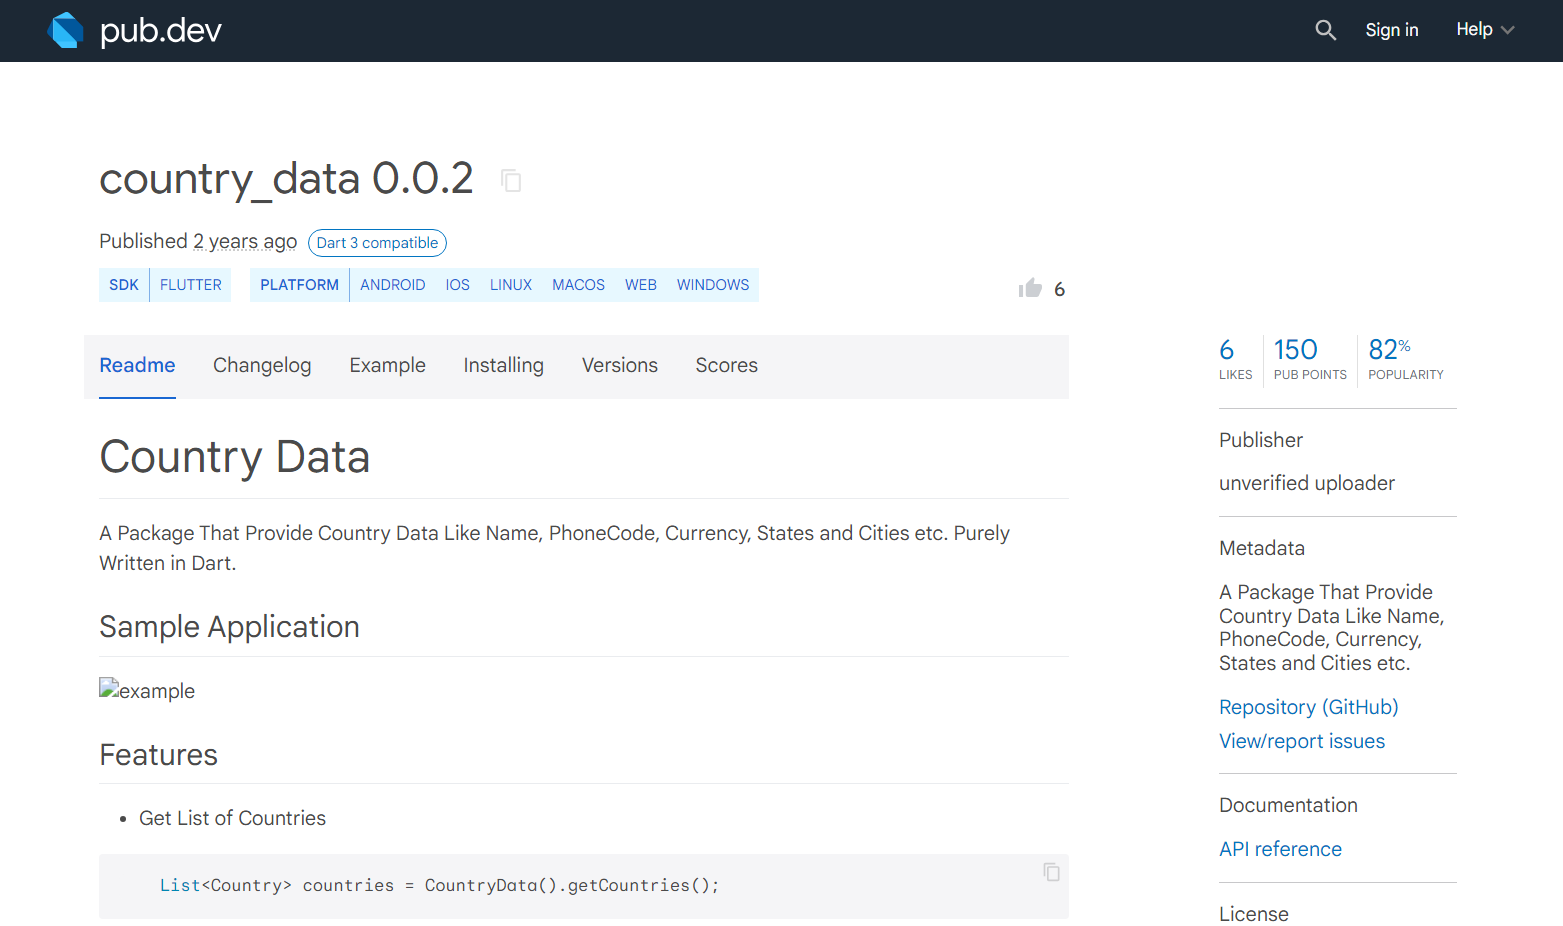 pub.dev
Sign in
Help
country_data 0.0.2
Published 2 years ago Dart 3 compatible
SDK FLUTTER PLATFORM ANDROID IOS LINUX MACOS WEB WINDOWS
6
Readme Changelog Example Installing Versions Scores
Country Data
A Package That Provide Country Data Like Name, PhoneCode, Currency, States and Cities etc. Purely
Written in Dart.
Sample Application
example
Features
• Get List of Countries
List<Country> countries = CountryData().getCountries();
6 150 82%
LIKES PUB POINTS POPULARITY
Publisher
unverified uploader
Metadata
A Package That Provide
Country Data Like Name,
PhoneCode, Currency,
States and Cities etc.
Repository (GitHub)
View/report issues
Documentation
API reference
License